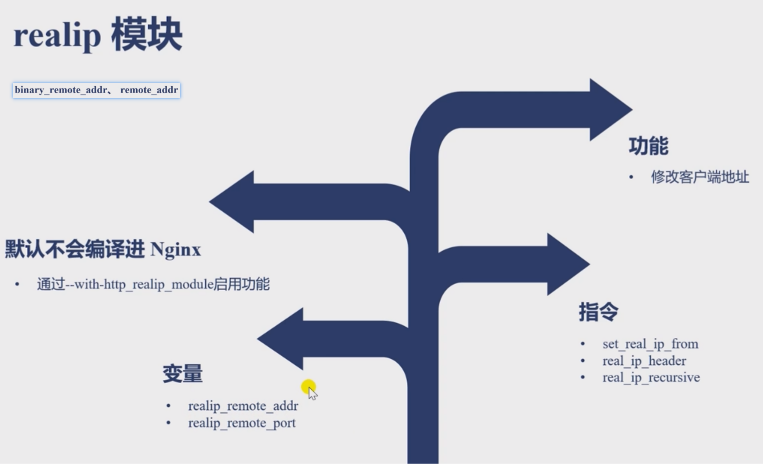 realip 模块
binary_remote_addr、 remote_addr
功能
• 修改客户端地址
默认不会编译进 Nginx
• 通过--with-http_realip_module启用功能
指令
• set_real_ip_from
• real_ip_header
• real_ip_recursive
变量
• realip_remote_addr
• realip_remote_port